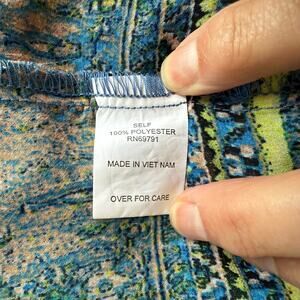 SELF
100% POLYESTER
RN69791
MADE IN VIET NAM
OVER FOR CARE